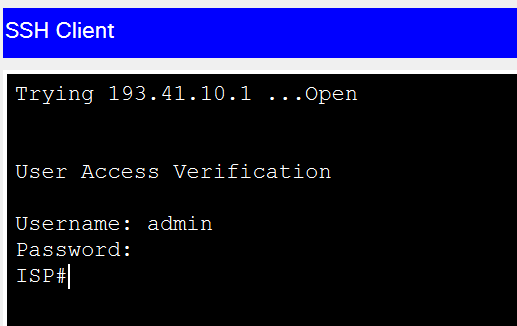 SSH Client
Trying 193.41.10.1 ...Open
User Access Verification
Username: admin
Password:
ISP#